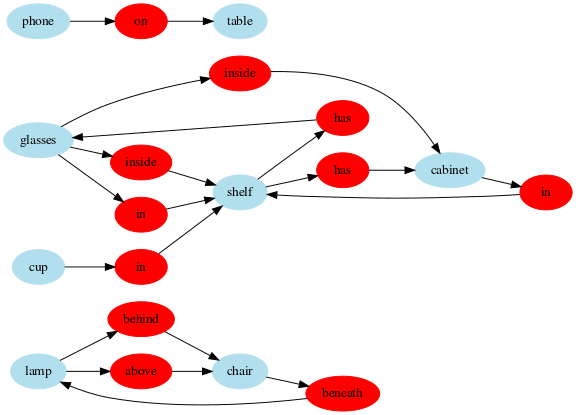 phone on table
inside
has
glasses
inside has cabinet
shelf in
in
cup in
behind
lamp above chair
beneath